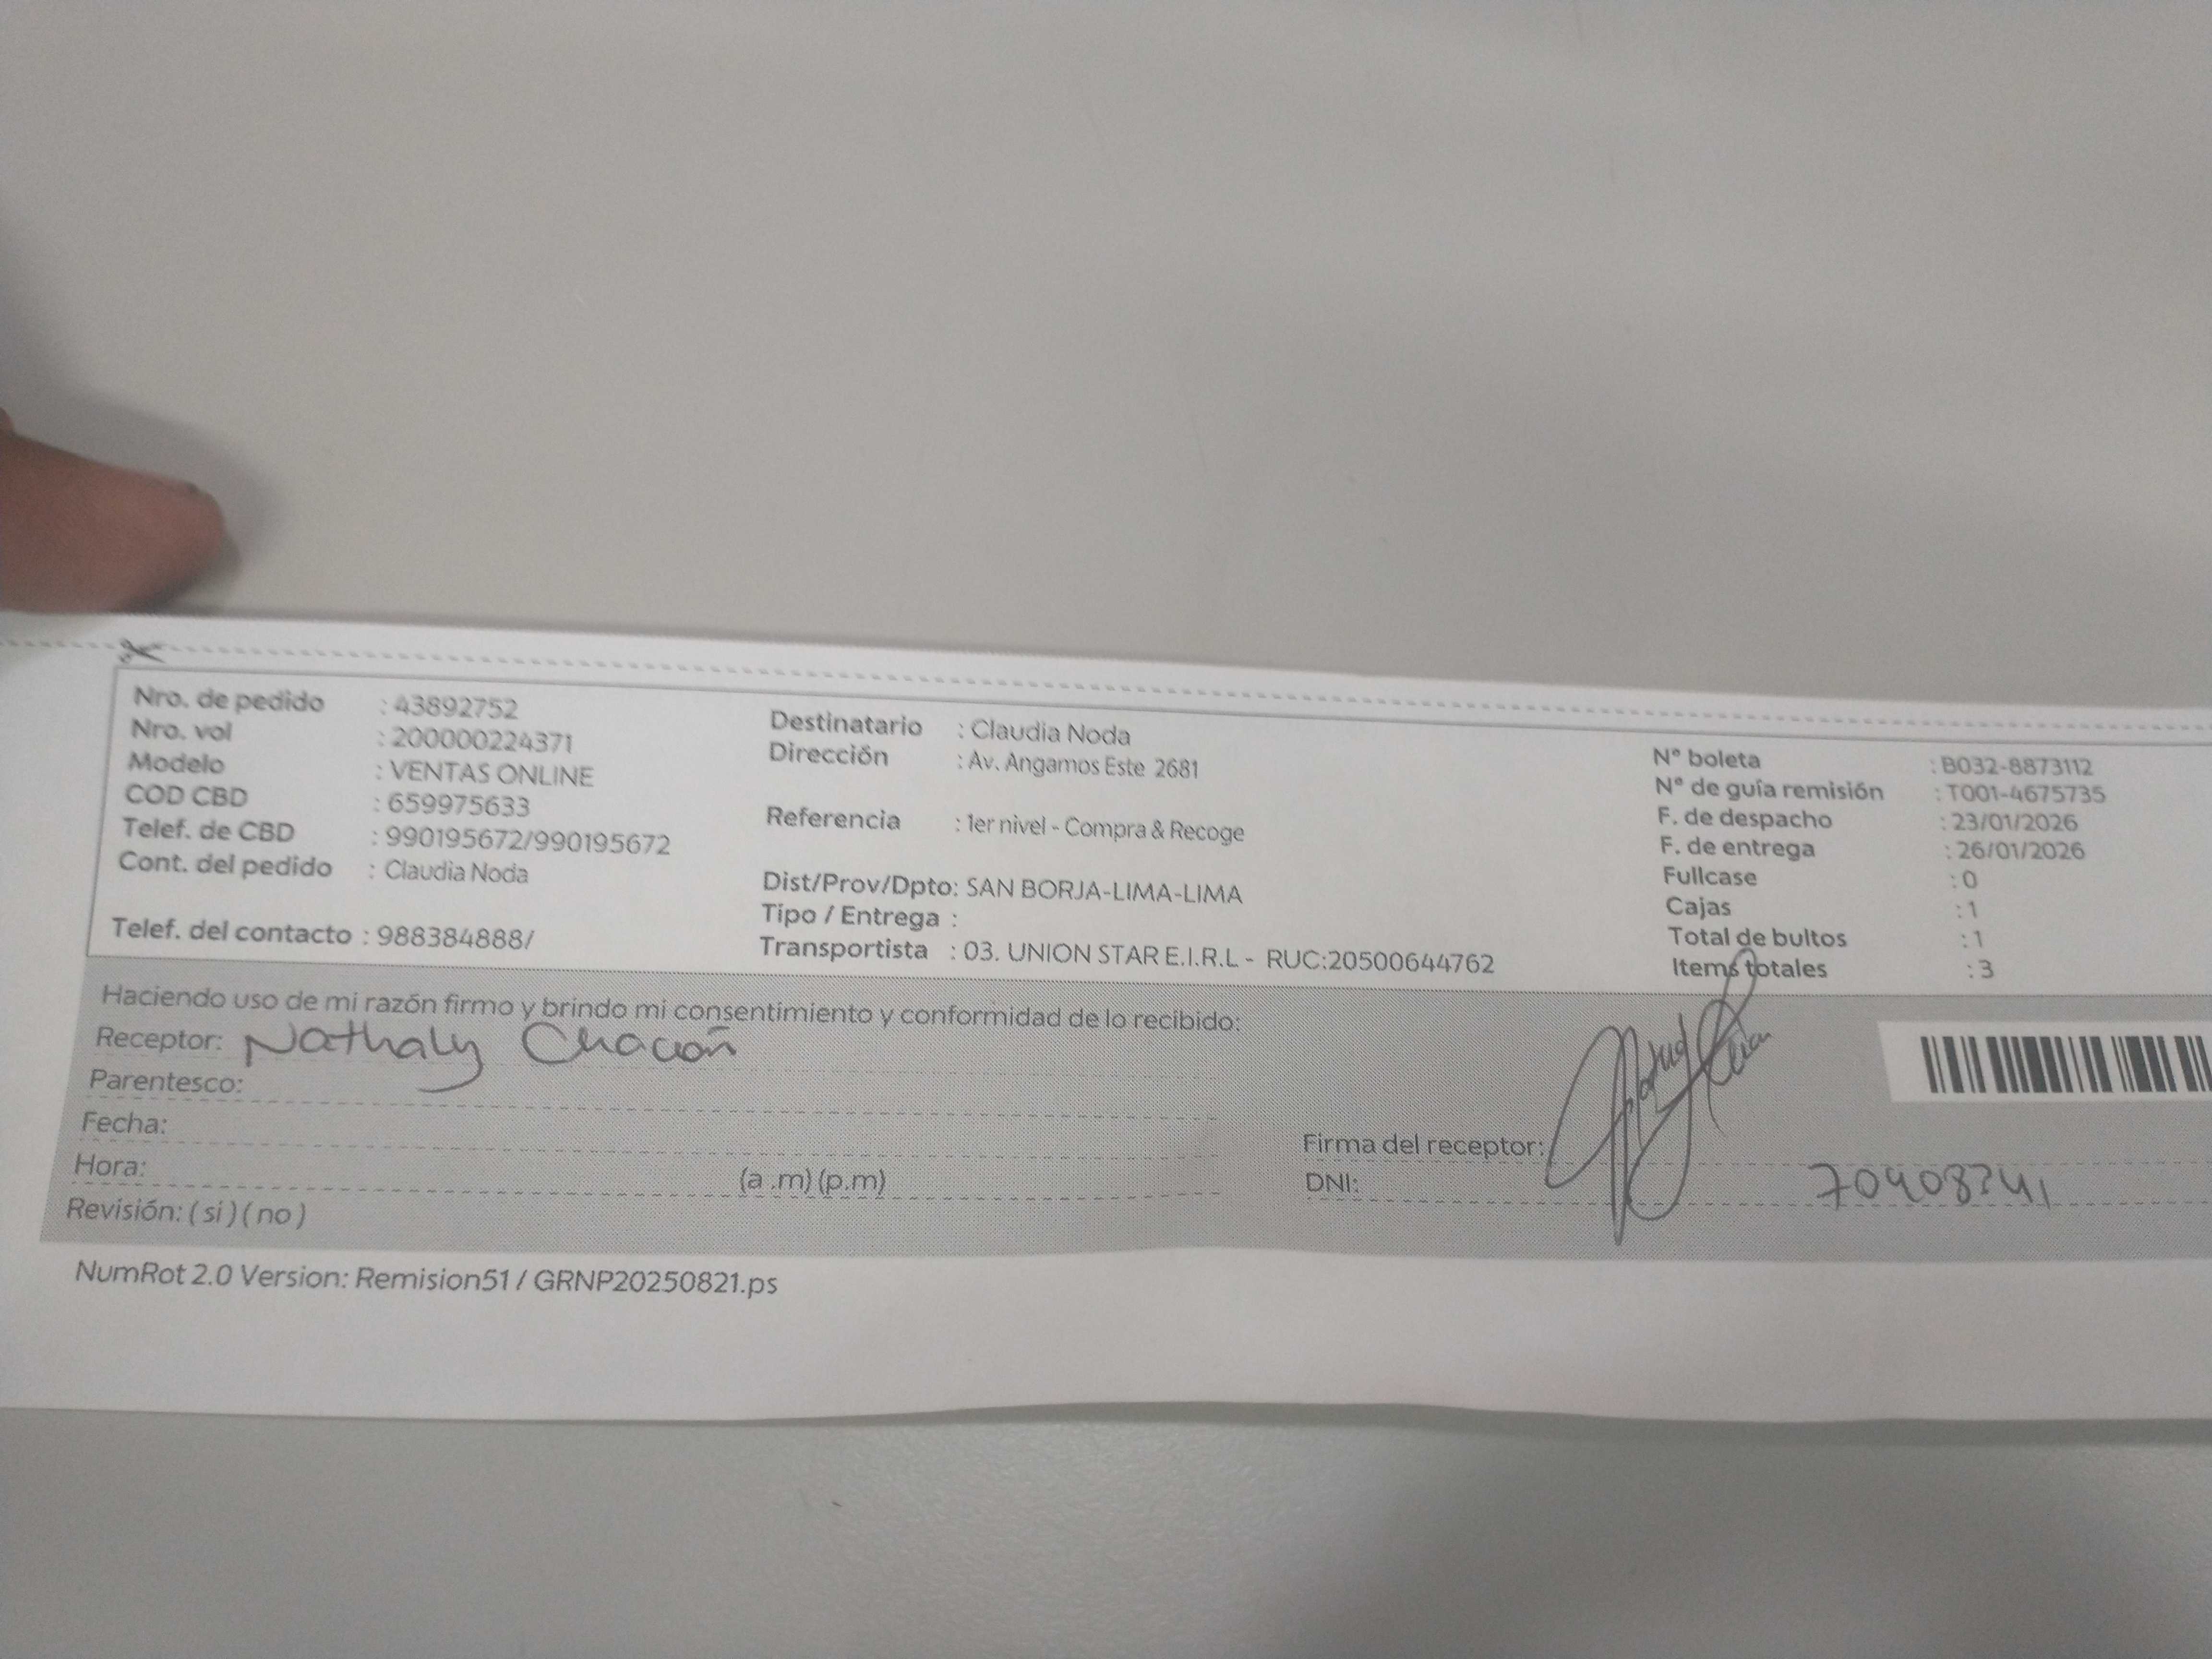 Nro. de pedido : 43892752
Nro. vol : 200000224371
Modelo : VENTAS ONLINE
COD CBD : 659975633
Telef. de CBD : 990195672/990195672
Cont. del pedido : Claudia Noda
Telef. del contacto : 988384888/
Destinatario : Claudia Noda
Dirección : Av. Angamos Este 2681
Referencia : 1er nivel - Compra & Recoge
Dist/Prov/Dpto: SAN BORJA-LIMA-LIMA
Tipo / Entrega :
Transportista : 03. UNION STAR E.I.R.L - RUC:20500644762
N° boleta : B032-8873112
N° de guía remisión : T001-4675735
F. de despacho : 23/01/2026
F. de entrega : 26/01/2026
Fullcase : 0
Cajas : 1
Total de bultos : 1
Items totales : 3
Haciendo uso de mi razón firmo y brindo mi consentimiento y conformidad de lo recibido:
Receptor: Nathaly Chacón
Parentesco:
Fecha:
Hora: (a .m) (p.m)
Revisión: ( si ) ( no )
Firma del receptor:
DNI:
NumRot 2.0 Version: Remision51 / GRNP20250821.ps